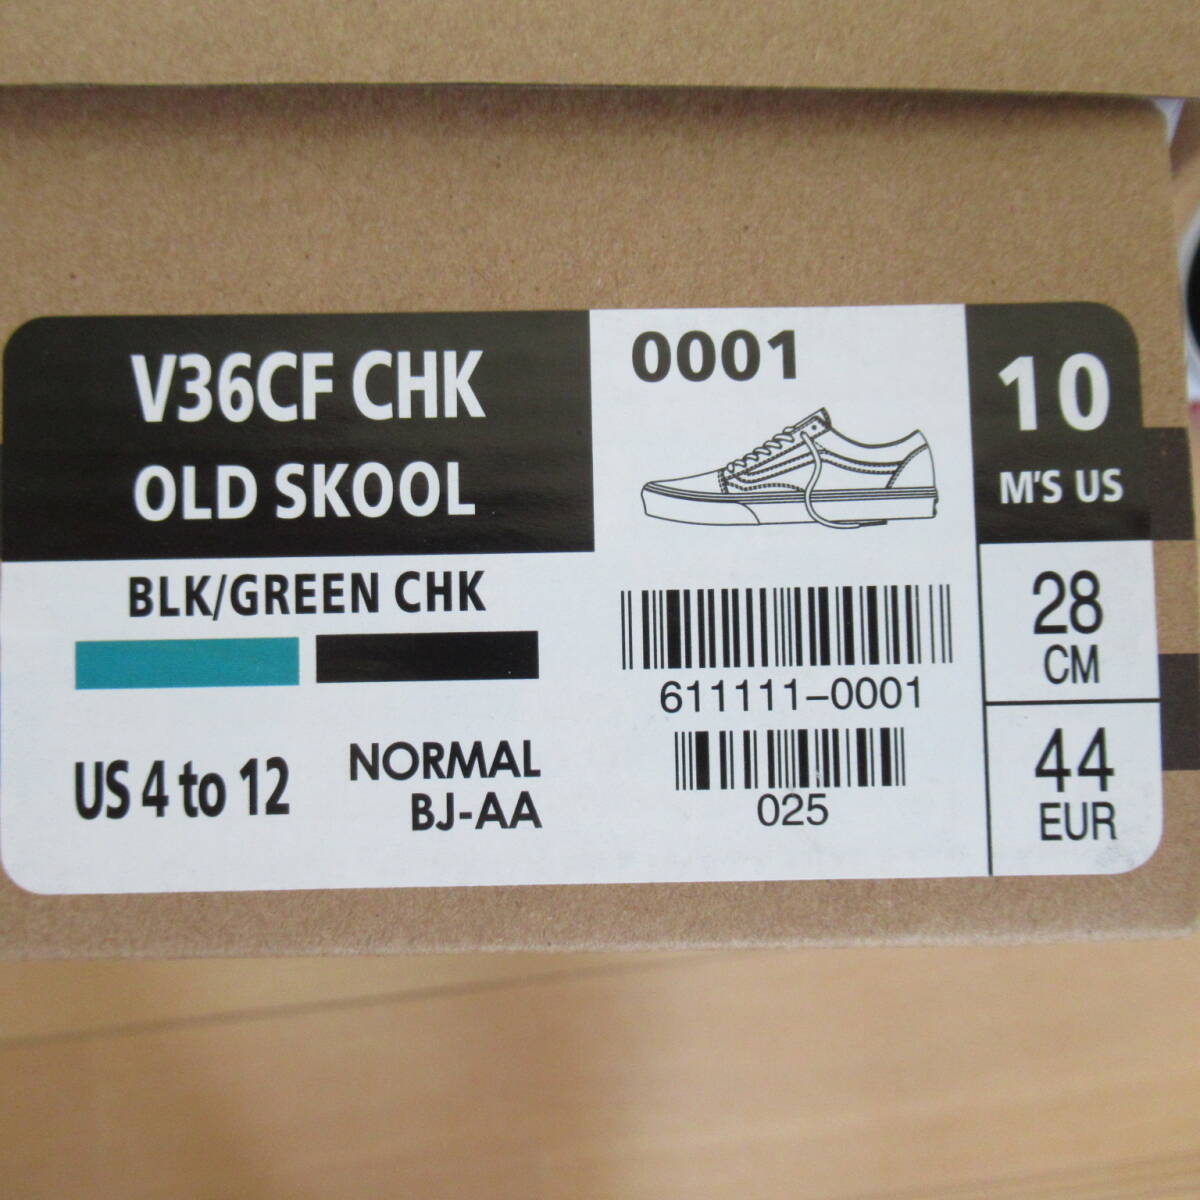 V36CF CHK
OLD SKOOL
BLK/GREEN CHK
US 4 to 12
NORMAL
BJ-AA
0001
611111-0001
025
10
M'S US
28
CM
44
EUR